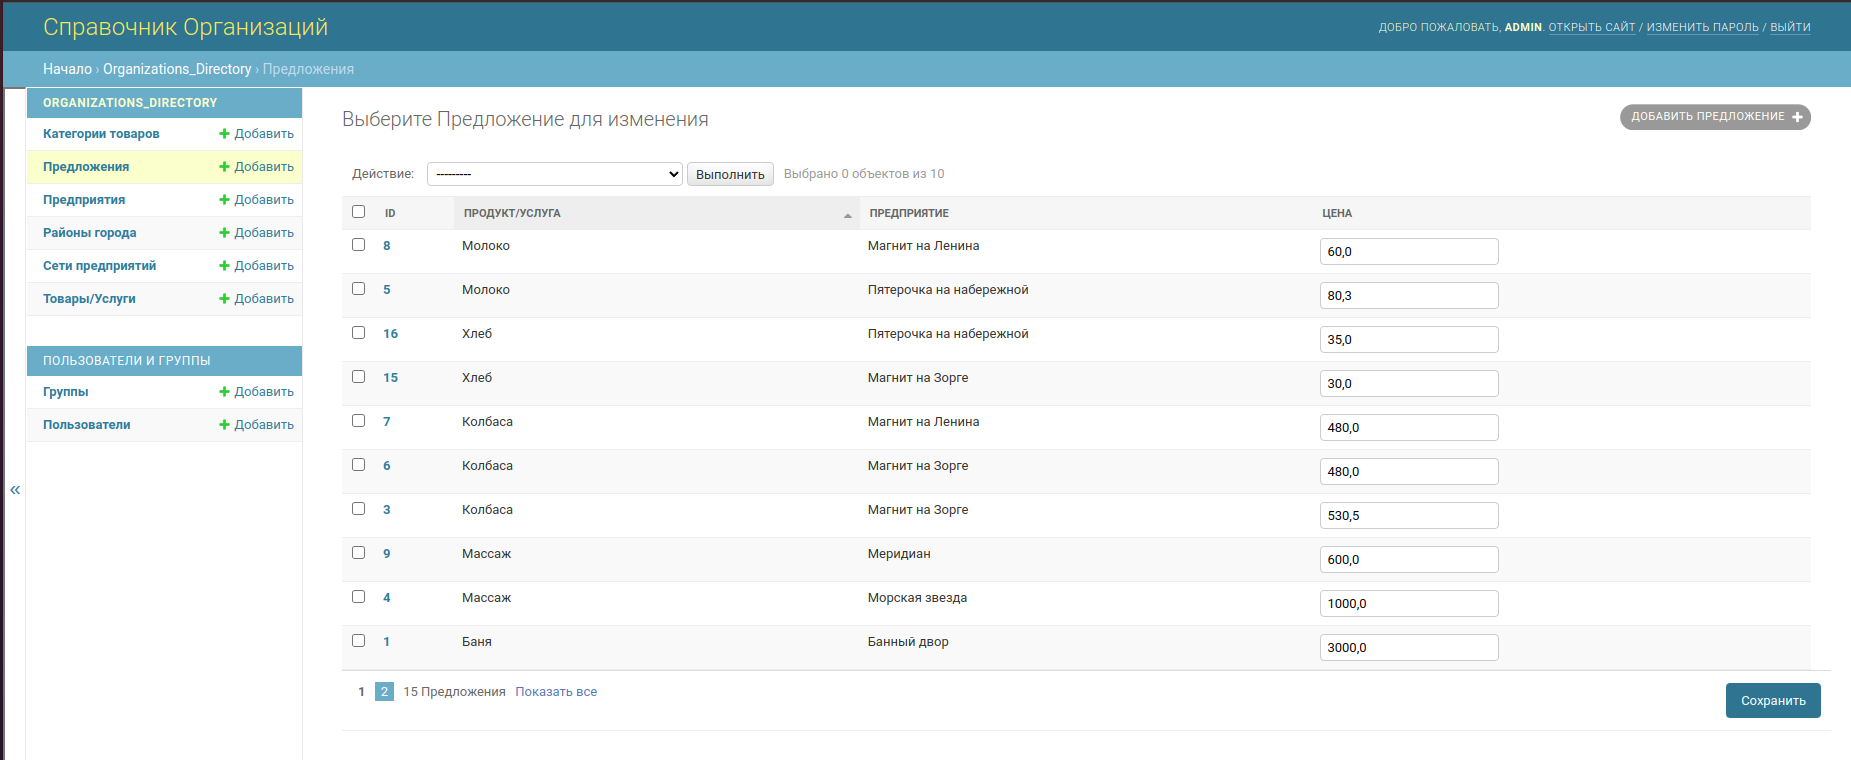 Справочник Организаций
ДОБРО ПОЖАЛОВАТЬ, ADMIN. ОТКРЫТЬ САЙТ / ИЗМЕНИТЬ ПАРОЛЬ / ВЫЙТИ
Начало › Organizations_Directory › Предложения
ORGANIZATIONS_DIRECTORY
Категории товаров + Добавить
Предложения + Добавить
Предприятия + Добавить
Районы города + Добавить
Сети предприятий + Добавить
Товары/Услуги + Добавить
ПОЛЬЗОВАТЕЛИ И ГРУППЫ
Группы + Добавить
Пользователи + Добавить
«
Выберите Предложение для изменения
ДОБАВИТЬ ПРЕДЛОЖЕНИЕ +
Действие: --------- Выполнить Выбрано 0 объектов из 10
ID ПРОДУКТ/УСЛУГА ПРЕДПРИЯТИЕ ЦЕНА
8 Молоко Магнит на Ленина 60,0
5 Молоко Пятерочка на набережной 80,3
16 Хлеб Пятерочка на набережной 35,0
15 Хлеб Магнит на Зорге 30,0
7 Колбаса Магнит на Ленина 480,0
6 Колбаса Магнит на Зорге 480,0
3 Колбаса Магнит на Зорге 530,5
9 Массаж Меридиан 600,0
4 Массаж Морская звезда 1000,0
1 Баня Банный двор 3000,0
1 2 15 Предложения Показать все
Сохранить